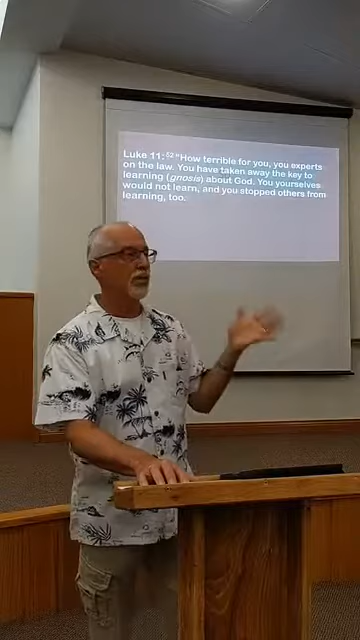 Luke 11:52 "How terrible for you, you experts
on the law. You have taken away the key to
learning (gnosis) about God. You yourselves
would not learn, and you stopped others from
learning, too.